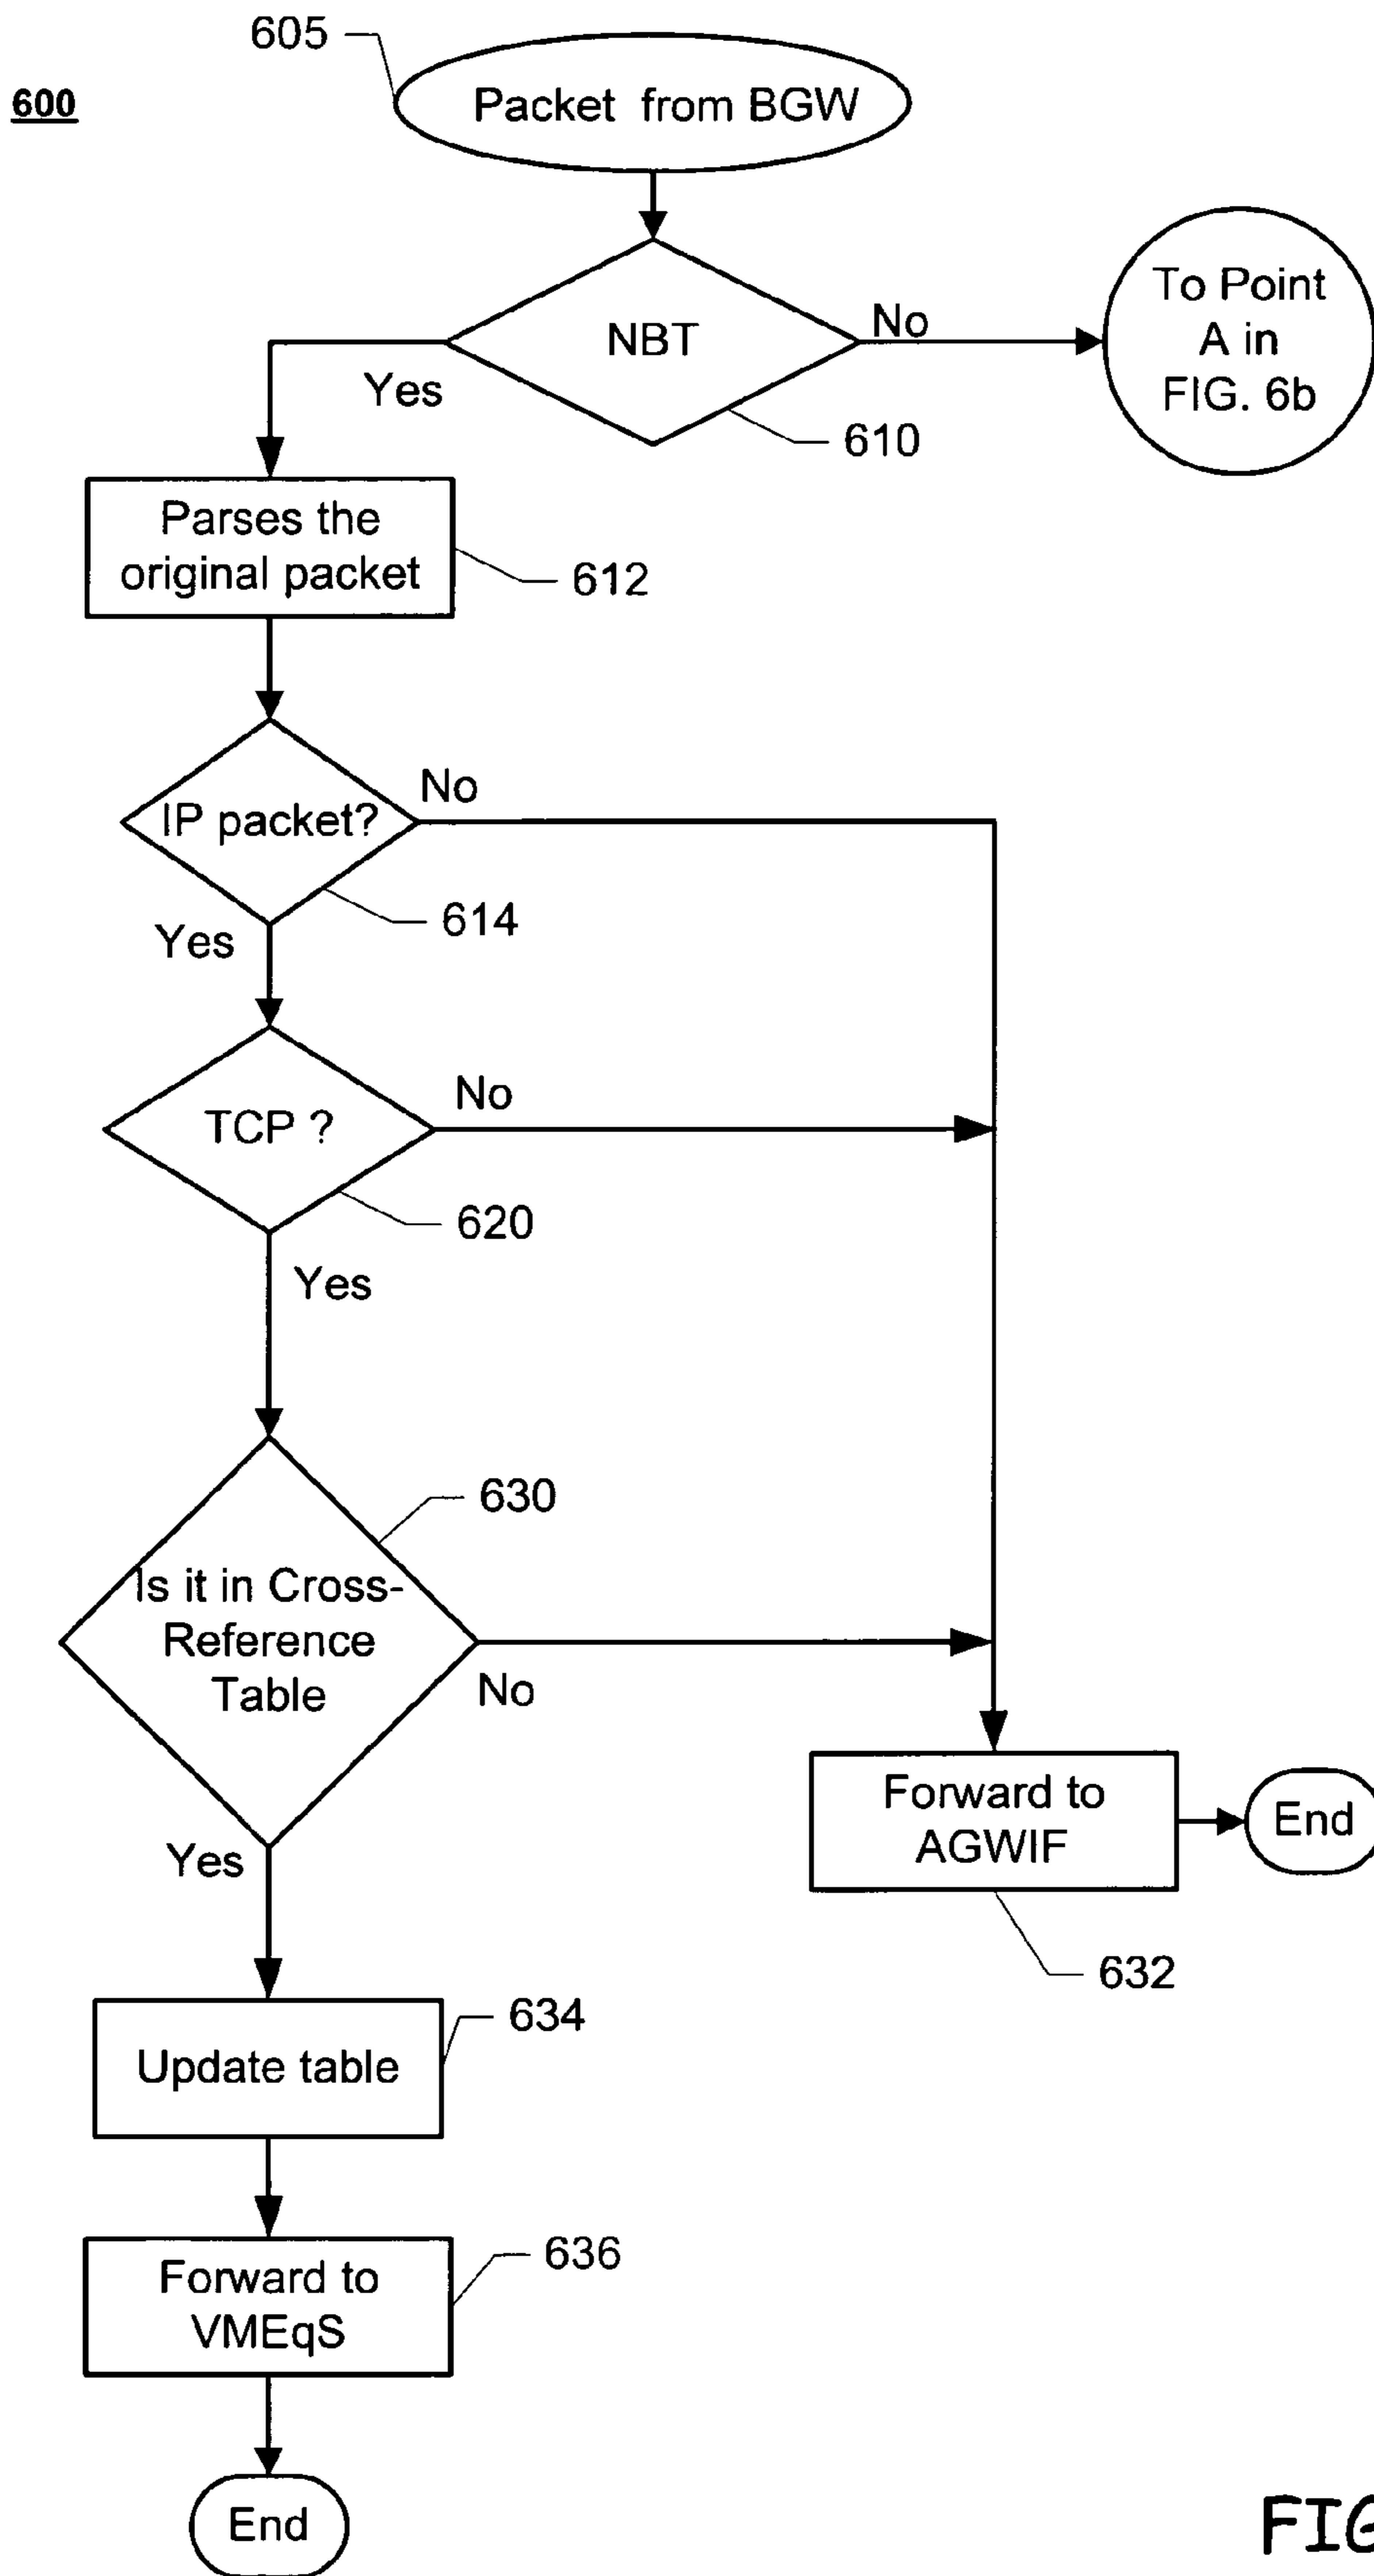 605
600
Packet from BGW
To Point
A in
FIG. 6b
No
NBT
Yes
610
Parses the
original packet
612
No
IP packet?
614
Yes
No
TCP ?
620
Yes
630
Is it in Cross-
Reference
Table
No
Forward to
AGWIF
End
Yes
632
634
Update table
636
Forward to
VMEqS
End